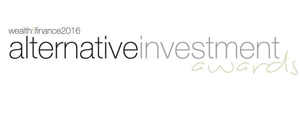 wealth&finance2016
alternativeinvestment
awards